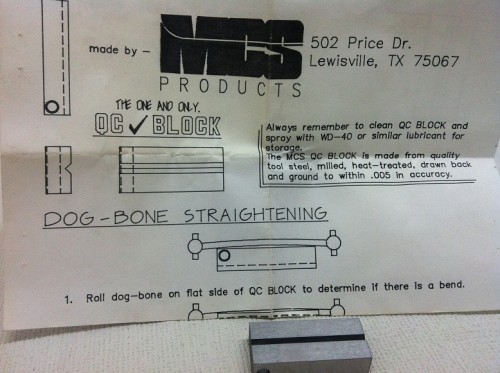 made by - MCS
PRODUCTS
502 Price Dr.
Lewisville, TX 75067
THE ONE AND ONLY.
QC ✓ BLOCK
Always remember to clean QC BLOCK and
spray with WD-40 or similar lubricant for
storage.
The MCS QC BLOCK is made from quality
tool steel, milled, heat-treated, drawn back
and ground to within .005 in accuracy.
DOG-BONE STRAIGHTENING
1. Roll dog-bone on flat side of QC BLOCK to determine if there is a bend.